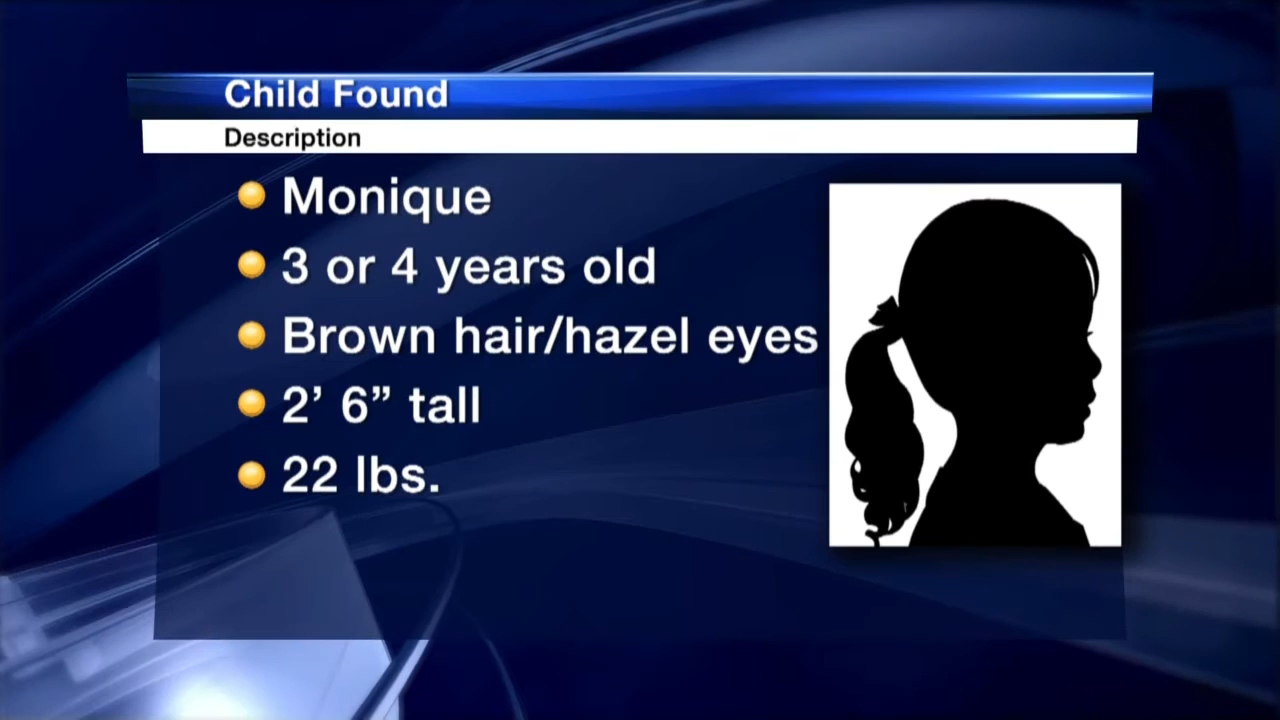 Child Found
Description
Monique
3 or 4 years old
Brown hair/hazel eyes
2’ 6” tall
22 lbs.